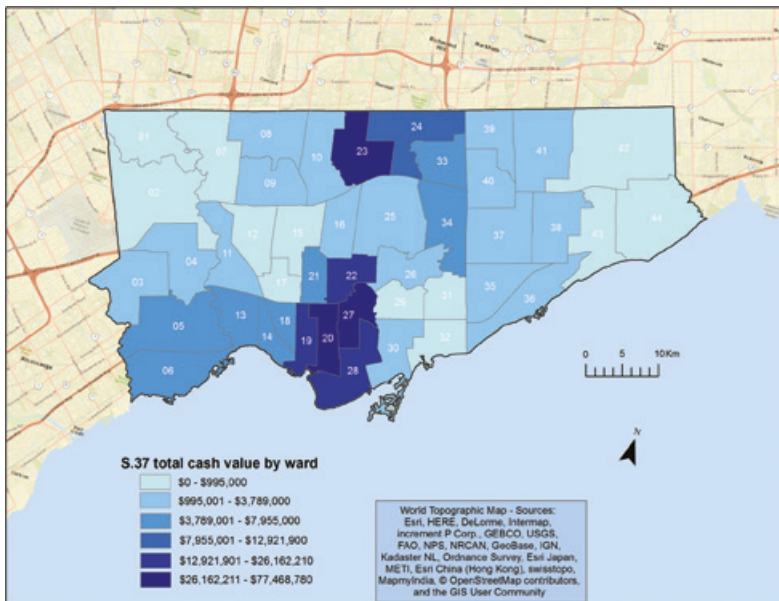 Richmond
Hill
Markham
01
02
07
08
09
10
23
24
33
39
40
41
42
12
15
16
25
34
37
38
43
44
03
04
11
17
21
22
26
29
31
35
36
05
13
14
18
19
20
27
28
30
32
06
0 5 10 Km
N
S.37 total cash value by ward
$0 - $995,000
$995,001 - $3,789,000
$3,789,001 - $7,955,000
$7,955,001 - $12,921,900
$12,921,901 - $26,162,210
$26,162,211 - $77,468,780
World Topographic Map - Sources:
Esri, HERE, DeLorme, Intermap,
increment P Corp., GEBCO, USGS,
FAO, NPS, NRCAN, GeoBase, IGN,
Kadaster NL, Ordnance Survey, Esri Japan,
METI, Esri China (Hong Kong), swisstopo,
MapmyIndia, © OpenStreetMap contributors,
and the GIS User Community